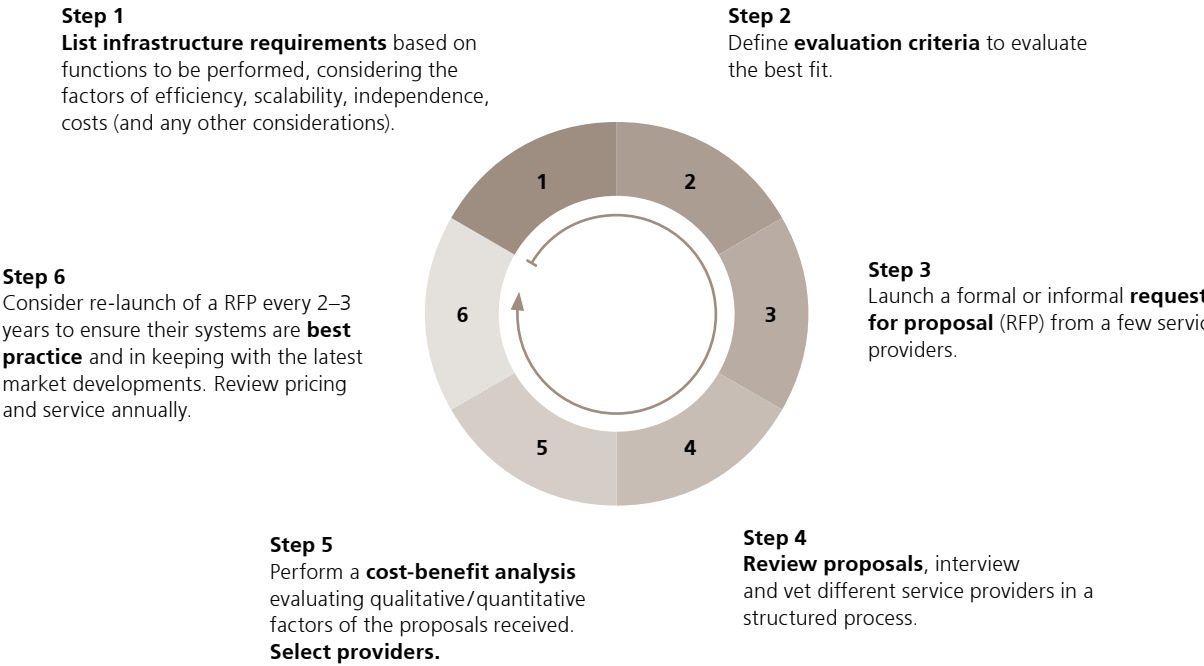 Step 1
List infrastructure requirements based on
functions to be performed, considering the
factors of efficiency, scalability, independence,
costs (and any other considerations).
Step 2
Define evaluation criteria to evaluate
the best fit.
1
2
3
4
5
6
Step 3
Launch a formal or informal request
for proposal (RFP) from a few
providers.
Step 4
Review proposals, interview
and vet different service providers in a
structured process.
Step 5
Perform a cost-benefit analysis
evaluating qualitative/quantitative
factors of the proposals received.
Select providers.
Step 6
Consider re-launch of a RFP every 2–3
years to ensure their systems are best
practice and in keeping with the latest
market developments. Review pricing
and service annually.